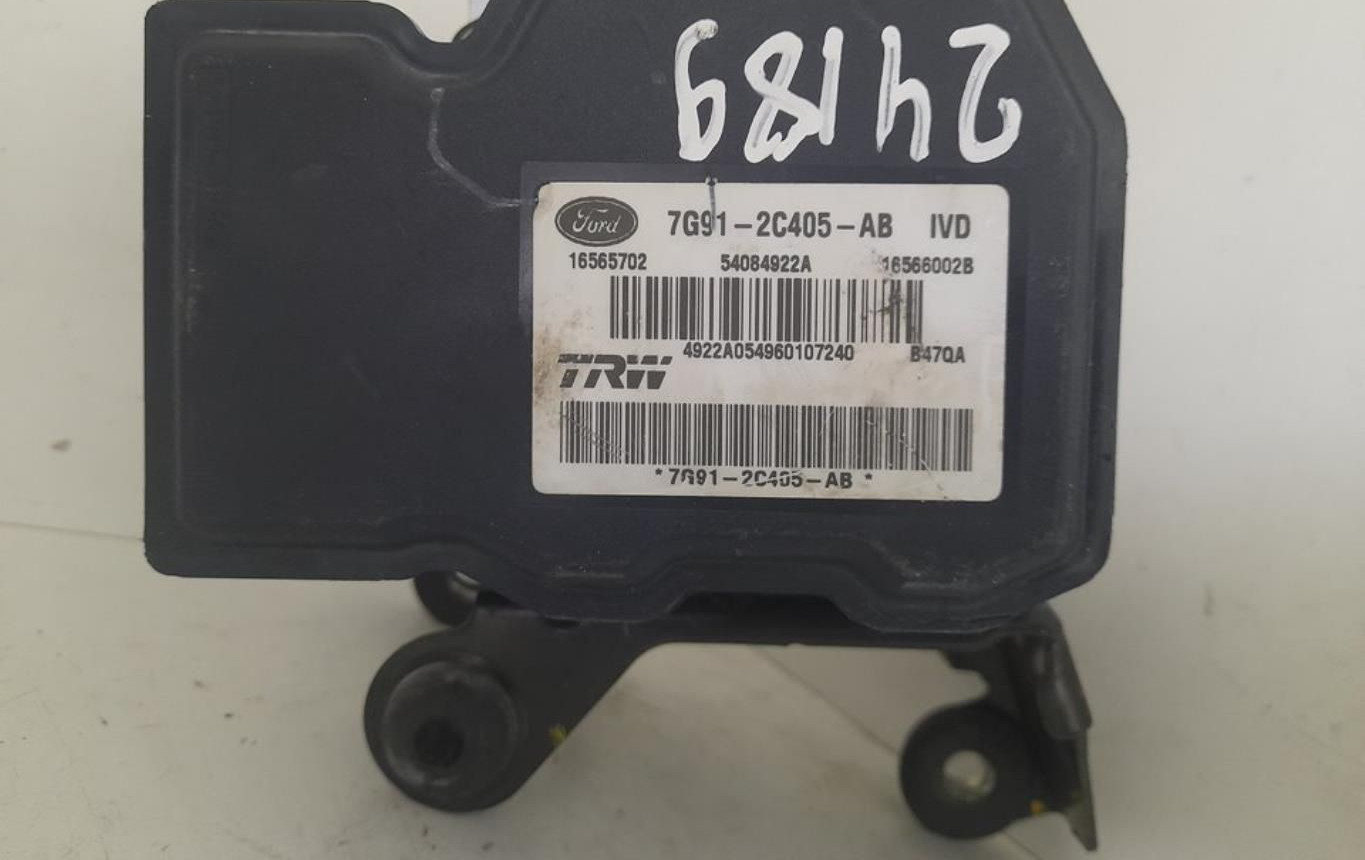 24189
Ford 7G91-2C405-AB IVD
16565702 54084922A 16566002B
4922A054960107240 B47QA
TRW
*7G91-2C405-AB*